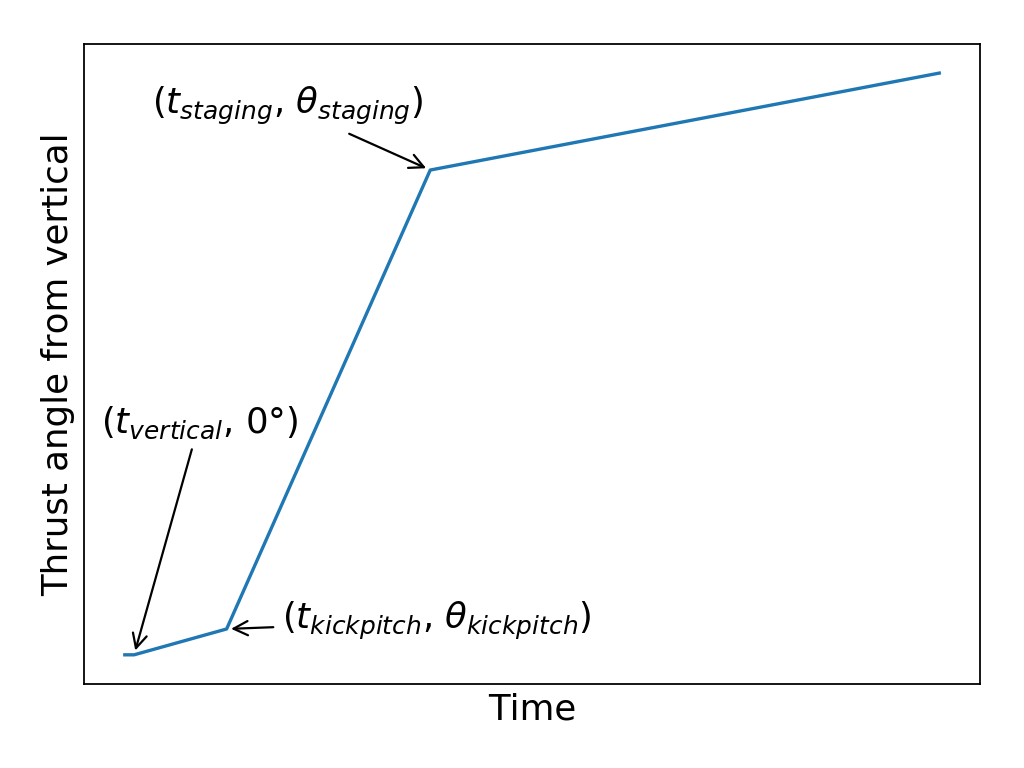 (t_staging, θ_staging)
Thrust angle from vertical
(t_vertical, 0°)
(t_kickpitch, θ_kickpitch)
Time